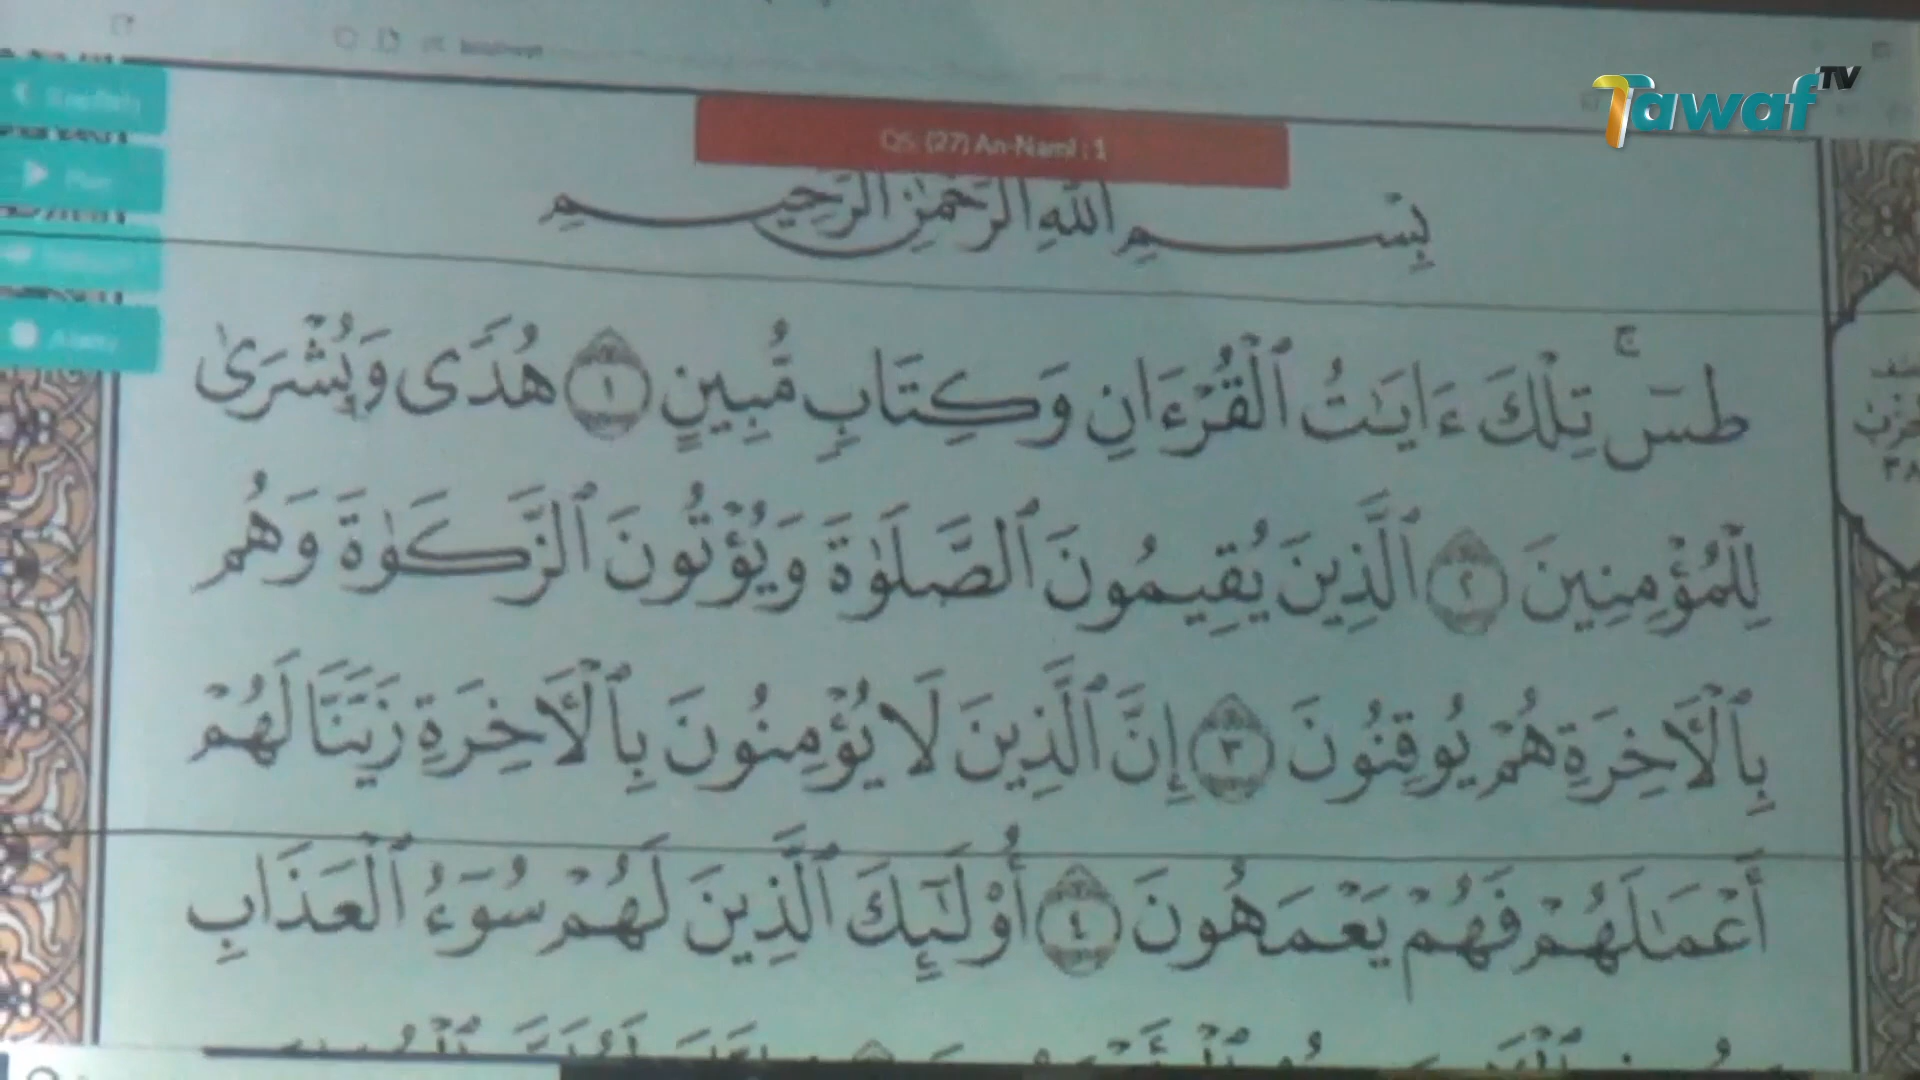 Tawaf TV
QS. (27) An-Naml : 1
بِسْمِ اللَّهِ الرَّحْمَٰنِ الرَّحِيمِ
طسٓ ۚ تِلْكَ ءَايَٰتُ ٱلْقُرْءَانِ وَكِتَابٍ مُّبِينٍ ١ هُدًى وَبُشْرَىٰ
لِلْمُؤْمِنِينَ ٢ ٱلَّذِينَ يُقِيمُونَ ٱلصَّلَوٰةَ وَيُؤْتُونَ ٱلزَّكَوٰةَ وَهُم
بِٱلْأَخِرَةِ هُمْ يُوقِنُونَ ٣ إِنَّ ٱلَّذِينَ لَا يُؤْمِنُونَ بِٱلْأَخِرَةِ زَيَّنَّا لَهُمْ
أَعْمَٰلَهُمْ فَهُمْ يَعْمَهُونَ ٤ أُو۟لَٰٓئِكَ ٱلَّذِينَ لَهُمْ سُوٓءُ ٱلْعَذَابِ